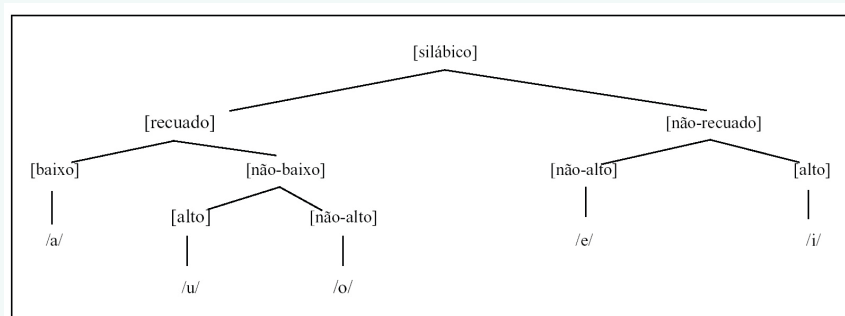 [silábico]
[recuado] [não-recuado]
[baixo] [não-baixo] [não-alto] [alto]
[alto] [não-alto]
/a/ /e/ /i/
/u/ /o/